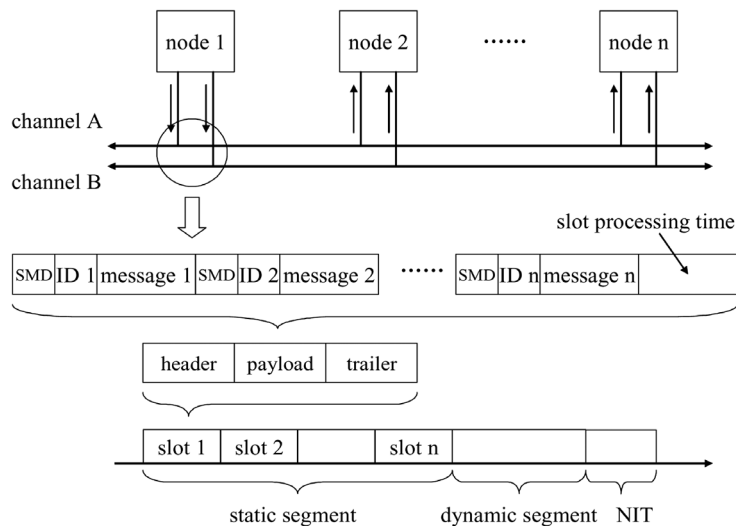 node 1 node 2 ······ node n
channel A
channel B
slot processing time
SMD ID 1 message 1 SMD ID 2 message 2 ······ SMD ID n message n
header payload trailer
slot 1 slot 2 slot n
static segment dynamic segment NIT